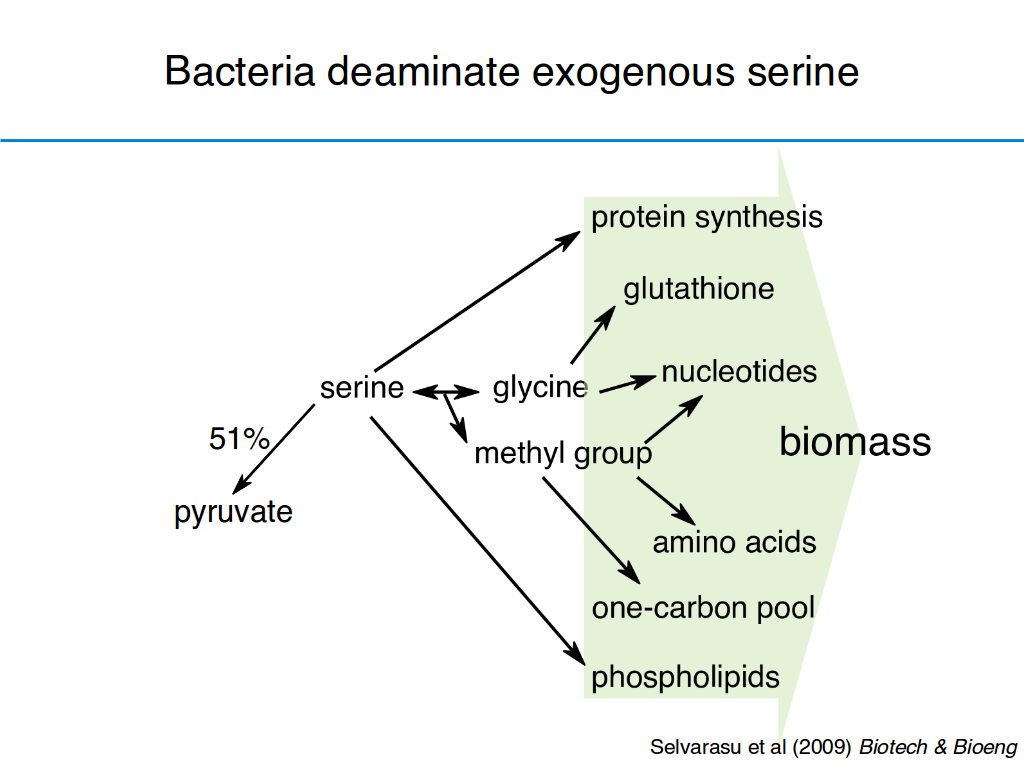 Bacteria deaminate exogenous serine
protein synthesis
glutathione
nucleotides
serine
glycine
51%
methyl group
biomass
pyruvate
amino acids
one-carbon pool
phospholipids
Selvarasu et al (2009) Biotech & Bioeng